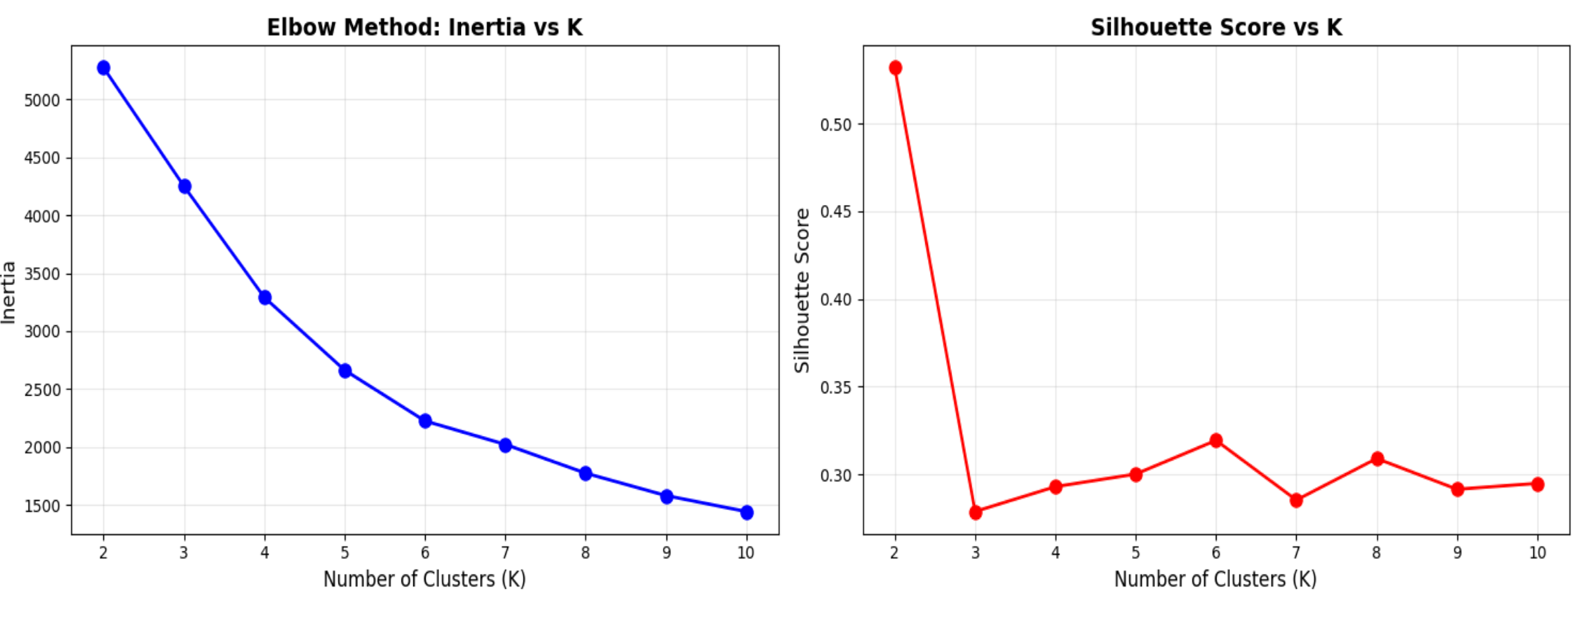 Elbow Method: Inertia vs K
Inertia
5000
4500
4000
3500
3000
2500
2000
1500
2 3 4 5 6 7 8 9 10
Number of Clusters (K)
Silhouette Score vs K
Silhouette Score
0.50
0.45
0.40
0.35
0.30
2 3 4 5 6 7 8 9 10
Number of Clusters (K)